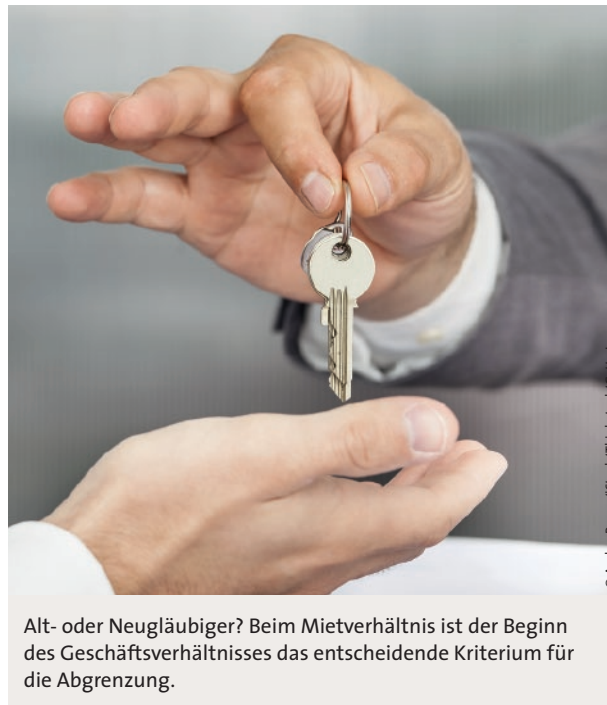 Alt- oder Neugläubiger? Beim Mietverhältnis ist der Beginn
des Geschäftsverhältnisses das entscheidende Kriterium für
die Abgrenzung.